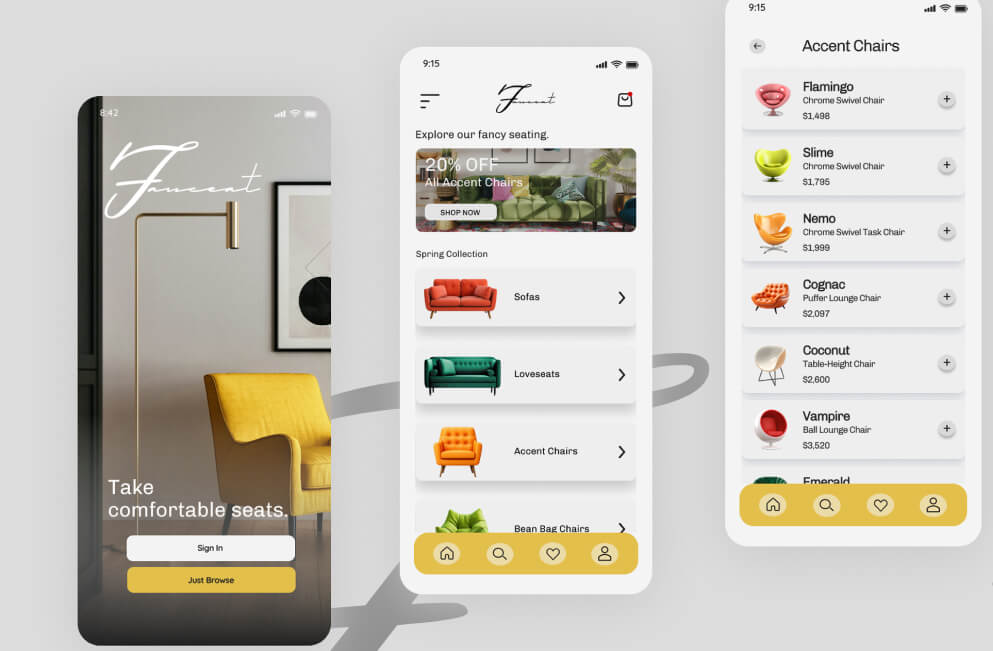 8:42
Faucent
Take
comfortable seats.
Sign In
Just Browse
9:15
Faucent
Explore our fancy seating.
20% OFF
All Accent Chairs
SHOP NOW
Spring Collection
Sofas
Loveseats
Accent Chairs
Bean Bag Chairs
9:15
Accent Chairs
Flamingo
Chrome Swivel Chair
$1,498
Slime
Chrome Swivel Chair
$1,795
Nemo
Chrome Swivel Task Chair
$1,999
Cognac
Puffer Lounge Chair
$2,097
Coconut
Table-Height Chair
$2,600
Vampire
Ball Lounge Chair
$3,520
Emerald